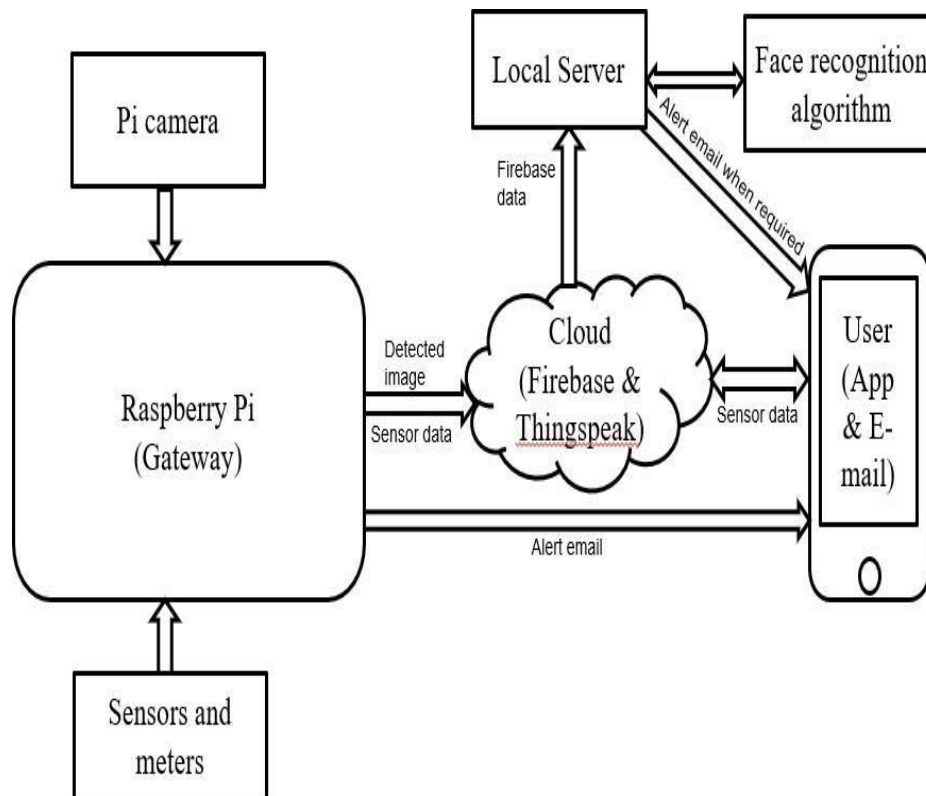 Pi camera
Local Server
Face recognition
algorithm
Firebase
data
Alert email when required
Raspberry Pi
(Gateway)
Detected
image
Sensor data
Cloud
(Firebase &
Thingspeak)
Sensor data
User
(App
& E-
mail)
Alert email
Sensors and
meters